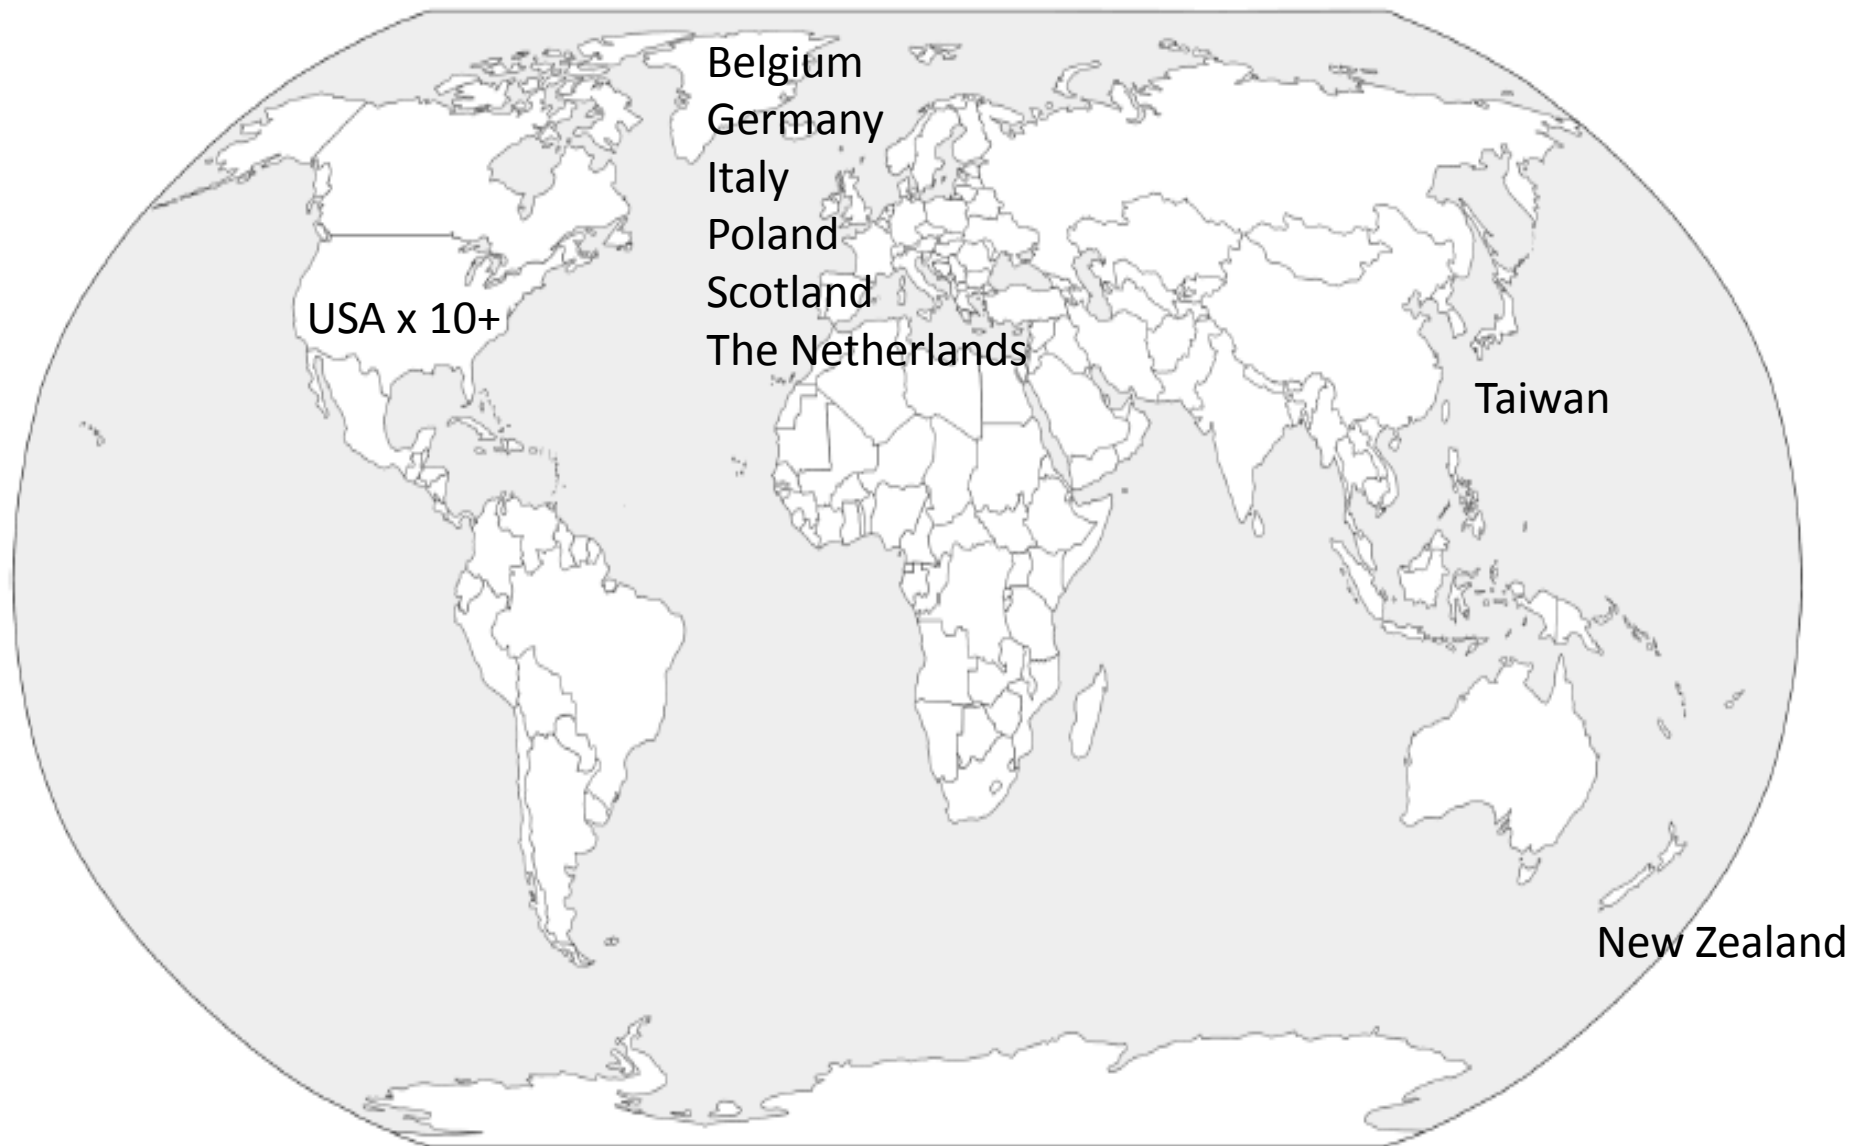 Belgium
Germany
Italy
Poland
Scotland
USA x 10+
The Netherlands
Taiwan
New Zealand